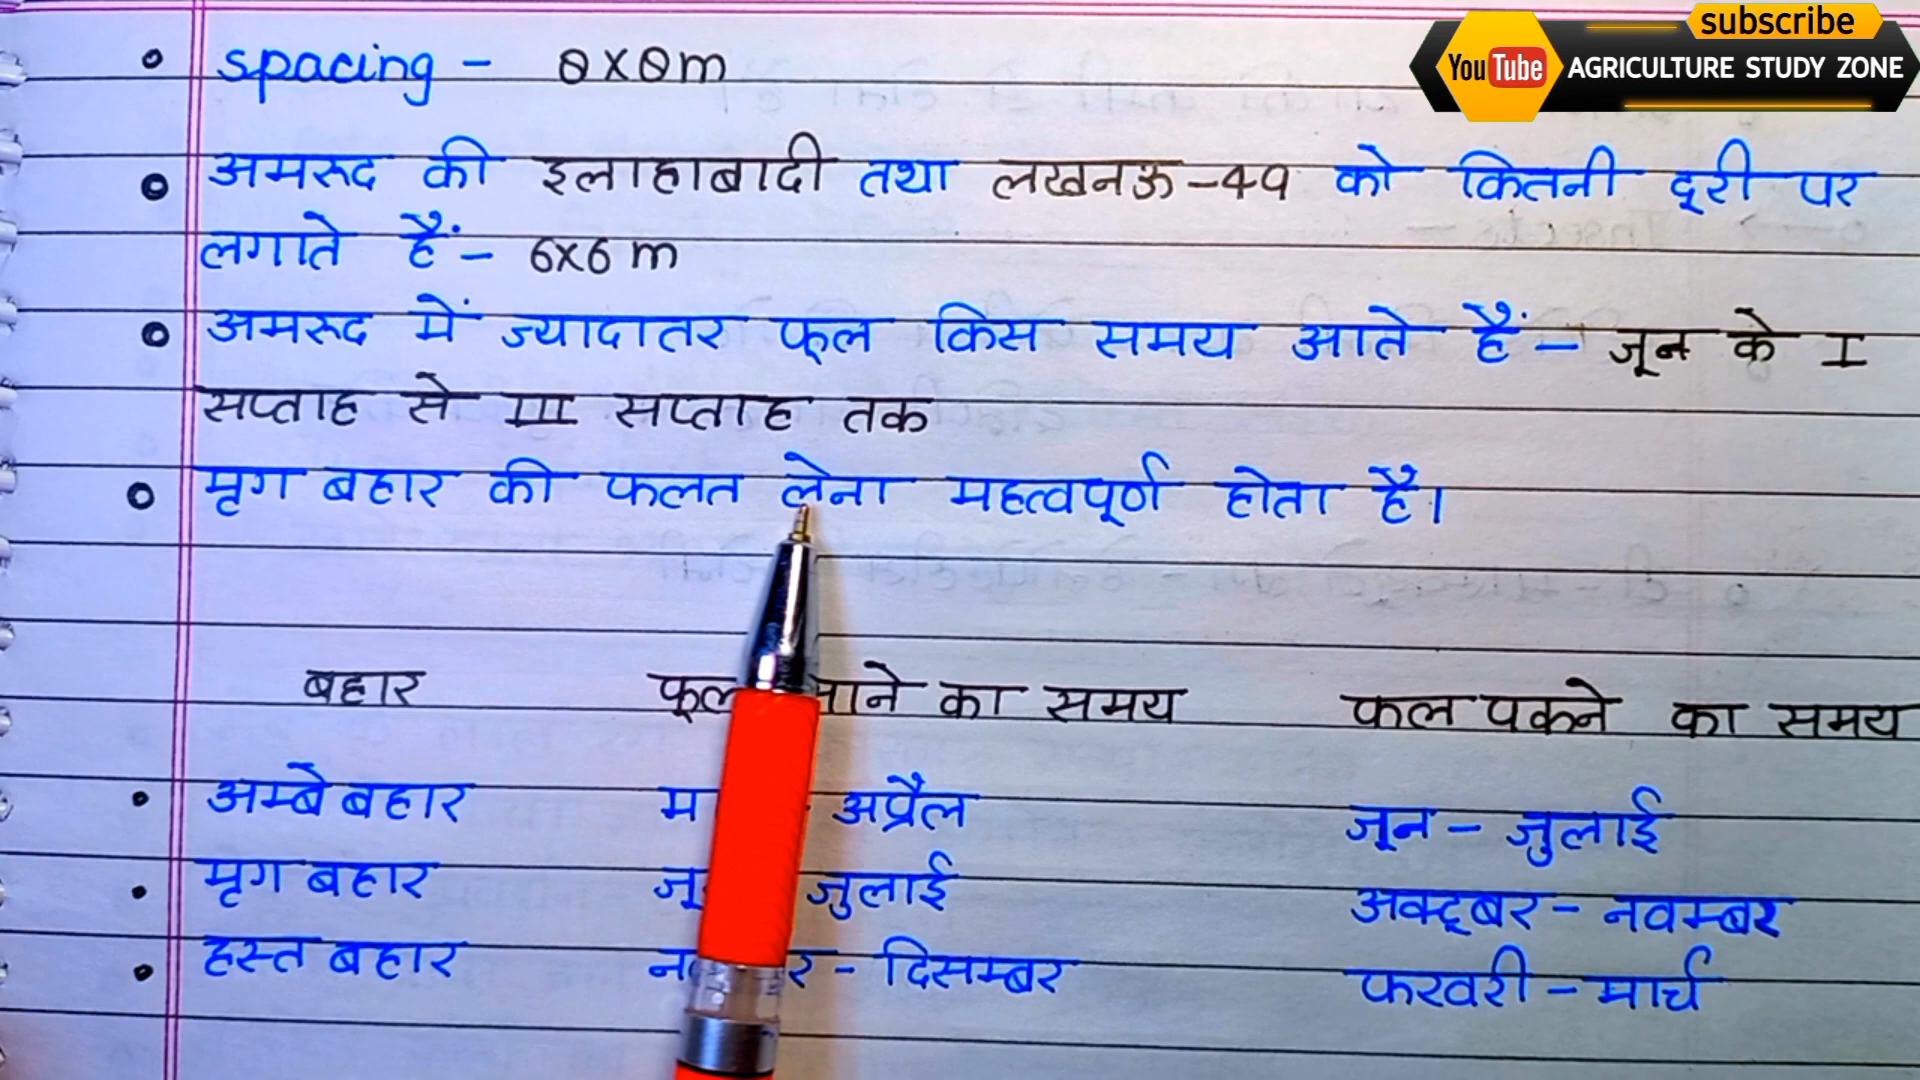 subscribe
YouTube AGRICULTURE STUDY ZONE
spacing - 8x8m
अमरूद की इलाहाबादी तथा लखनऊ-49 को कितनी दूरी पर
लगाते हैं- 6x6 m
अमरूद में ज्यादातर फूल किस समय आते हैं- जून के I
सप्ताह से III सप्ताह तक
मृग बहार की फलत लेना महत्वपूर्ण होता है।
बहार का समय फल पकने का समय
अम्बे बहार - अप्रैल जून - जुलाई
मृग बहार जुलाई अक्टूबर - नवम्बर
हस्त बहार - दिसम्बर फरवरी - मार्च